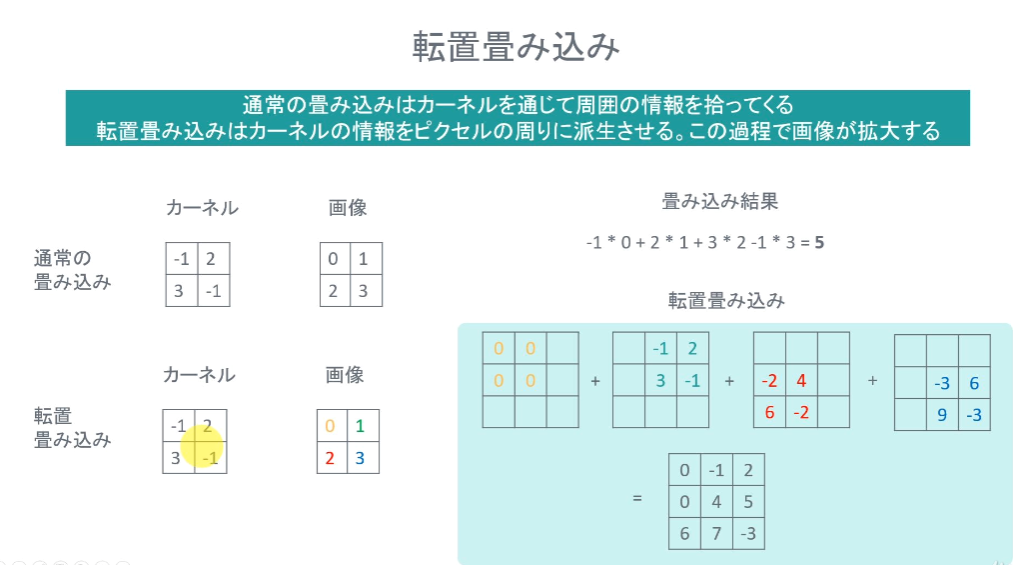 転置畳み込み
通常の畳み込みはカーネルを通じて周囲の情報を拾ってくる
転置畳み込みはカーネルの情報をピクセルの周りに派生させる。この過程で画像が拡大する
カーネル 画像
通常の
畳み込み
-1 2
3 -1
0 1
2 3
畳み込み結果
-1 * 0 + 2 * 1 + 3 * 2 -1 * 3 = 5
カーネル 画像
転置
畳み込み
-1 2
3 -1
0 1
2 3
転置畳み込み
0 0
0 0
+
-1 2
3 -1
+
-2 4
6 -2
+
-3 6
9 -3
=
0 -1 2
0 4 5
6 7 -3